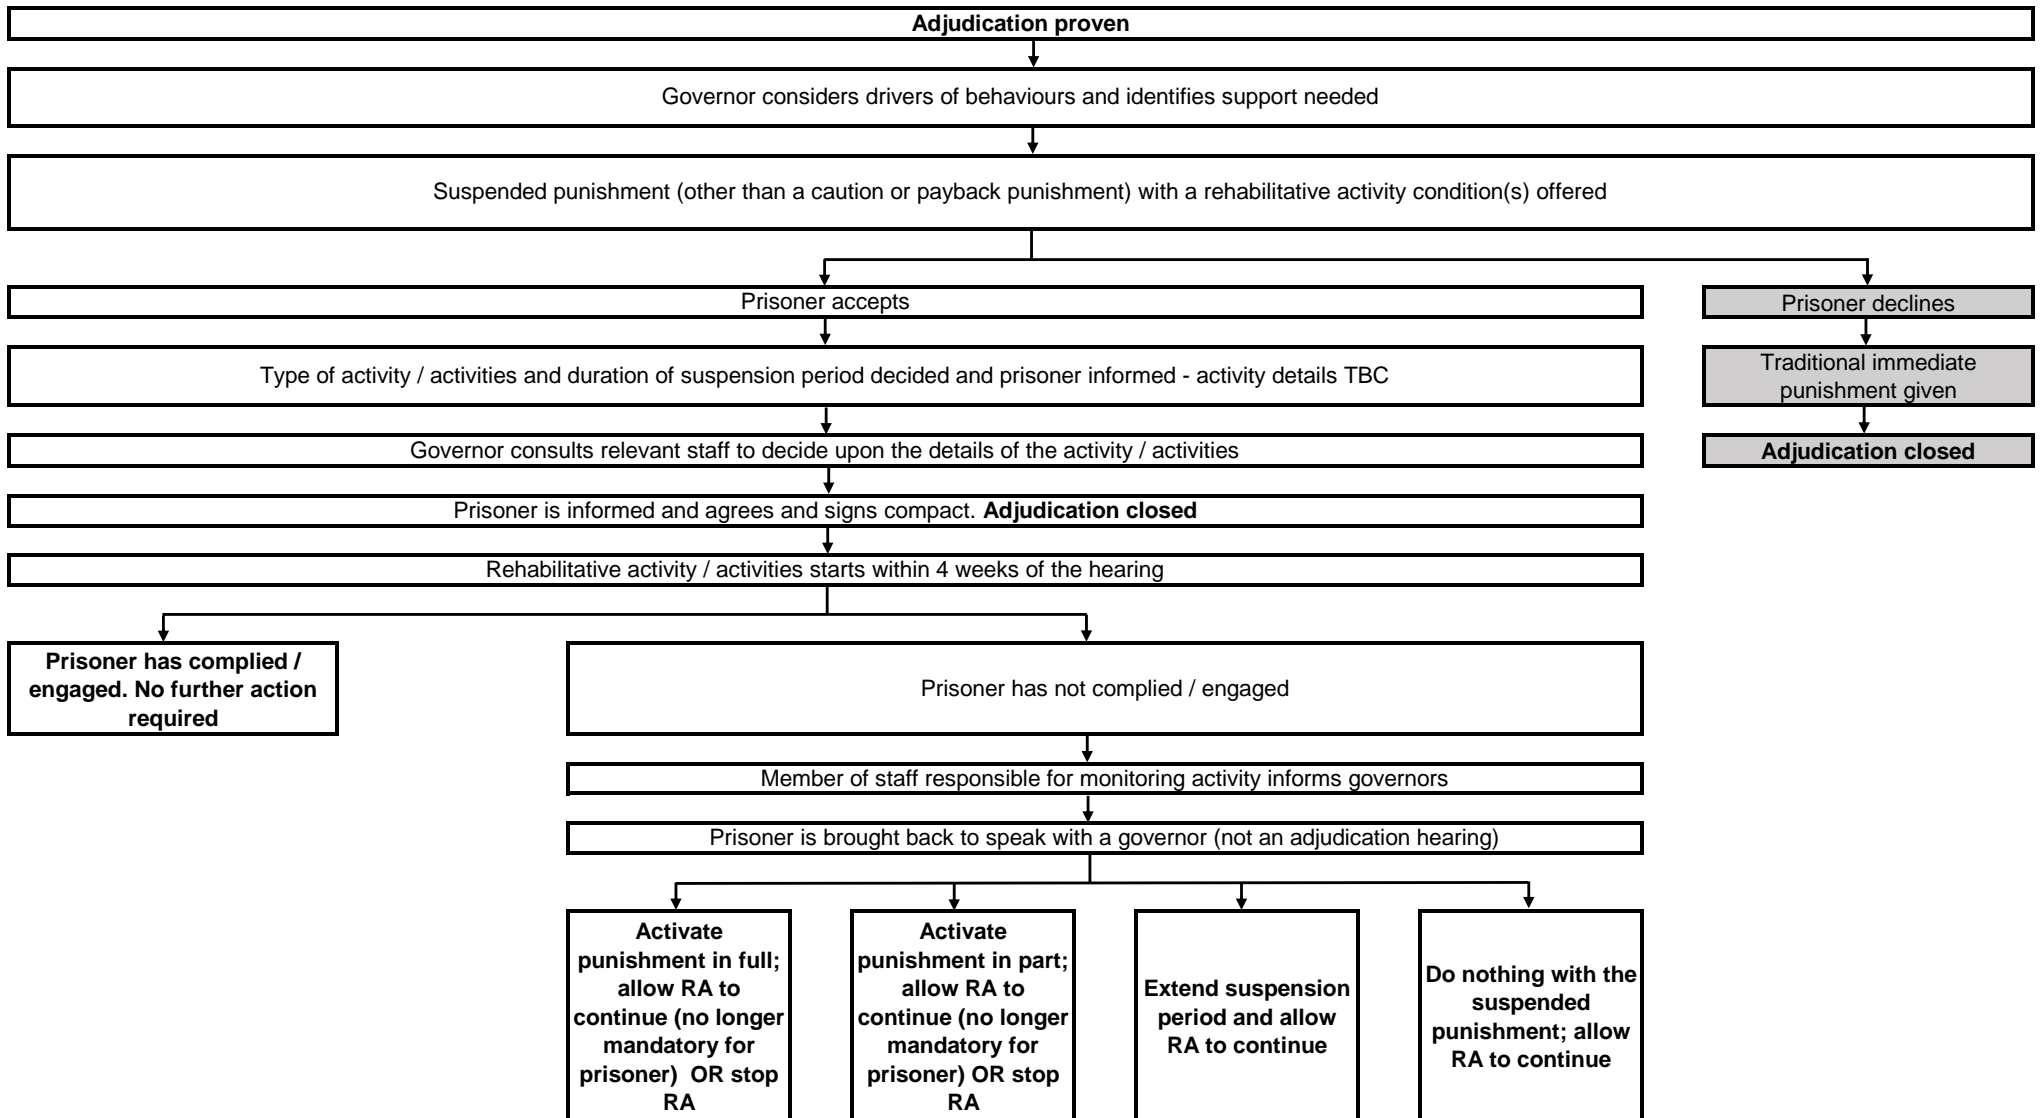 Adjudication proven
Governor considers drivers of behaviours and identifies support needed
Suspended punishment (other than a caution or payback punishment) with a rehabilitative activity condition(s) offered
Prisoner accepts
Prisoner declines
Type of activity / activities and duration of suspension period decided and prisoner informed - activity details TBC
Traditional immediate
punishment given
Governor consults relevant staff to decide upon the details of the activity / activities
Adjudication closed
Prisoner is informed and agrees and signs compact. Adjudication closed
Rehabilitative activity / activities starts within 4 weeks of the hearing
Prisoner has complied /
engaged. No further action
required
Prisoner has not complied / engaged
Member of staff responsible for monitoring activity informs governors
Prisoner is brought back to speak with a governor (not an adjudication hearing)
Activate
punishment in full;
allow RA to
continue (no longer
mandatory for
prisoner) OR stop
RA
Activate
punishment in part;
allow RA to
continue (no longer
mandatory for
prisoner) OR stop
RA
Extend suspension
period and allow
RA to continue
Do nothing with the
suspended
punishment; allow
RA to continue